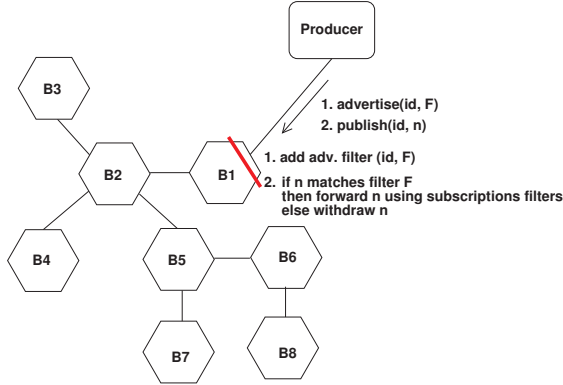 Producer
B3
1. advertise(id, F)
2. publish(id, n)
1. add adv. filter (id, F)
B2
B1
2. if n matches filter F
then forward n using subscriptions filters
else withdraw n
B4
B5
B6
B7
B8